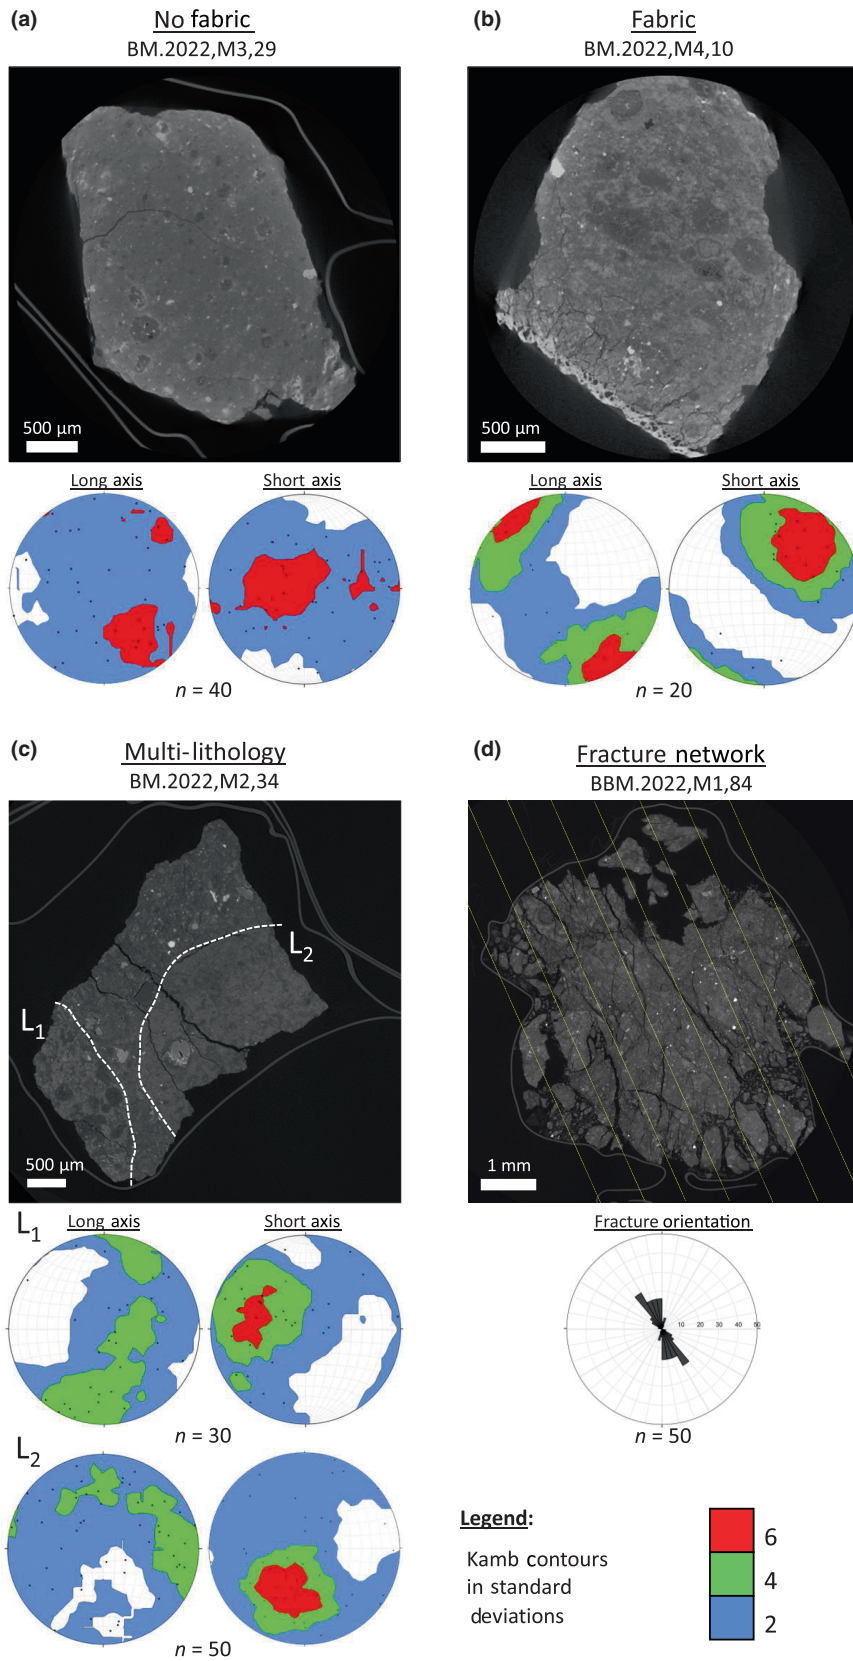 (a)
No fabric
BM.2022,M3,29
500 µm
Long axis
Short axis
n = 40
(b)
Fabric
BM.2022,M4,10
500 µm
Long axis
Short axis
n = 20
(c)
Multi-lithology
BM.2022,M2,34
L1
L2
500 µm
L1
Long axis
Short axis
n = 30
L2
n = 50
(d)
Fracture network
BBM.2022,M1,84
1 mm
Fracture orientation
10 20 30 40 50
n = 50
Legend:
Kamb contours
in standard
deviations
6
4
2